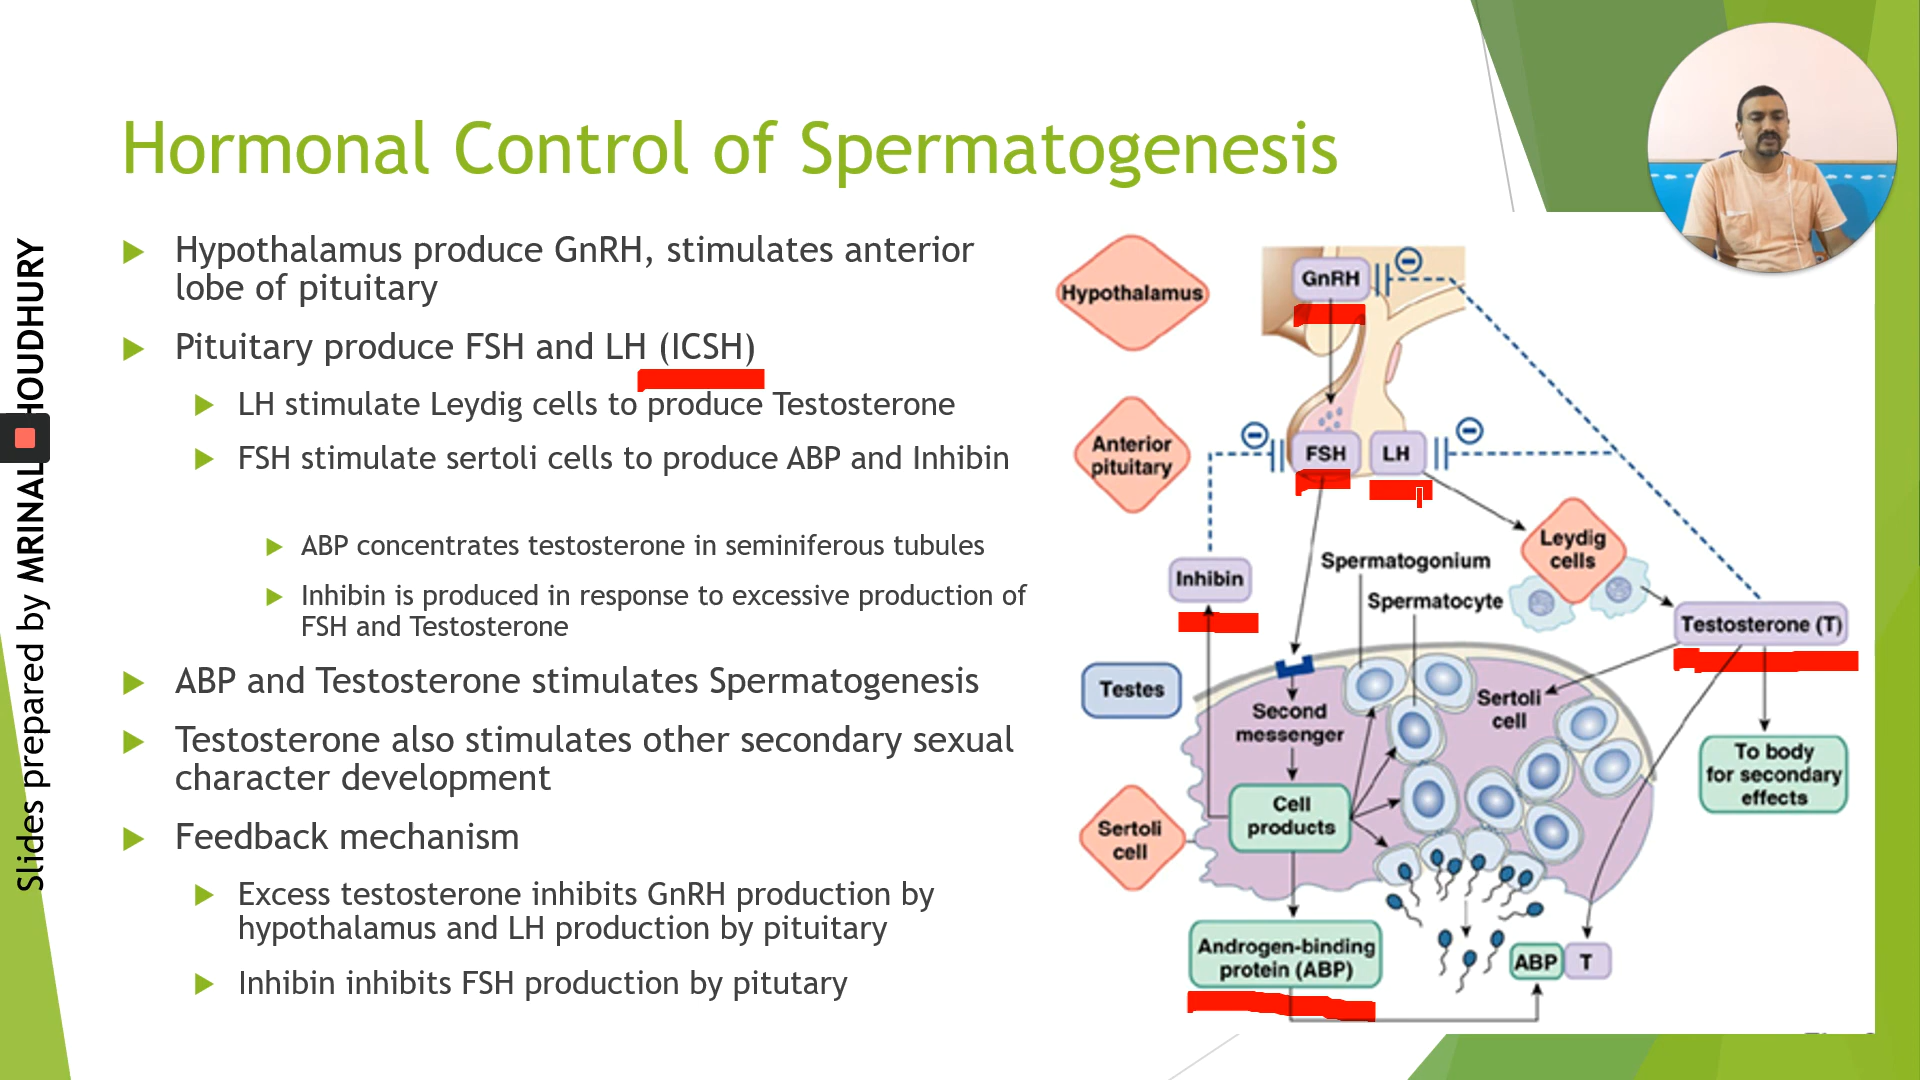 Hormonal Control of Spermatogenesis
Hypothalamus produce GnRH, stimulates anterior
lobe of pituitary
Pituitary produce FSH and LH (ICSH)
LH stimulate Leydig cells to produce Testosterone
FSH stimulate sertoli cells to produce ABP and Inhibin
ABP concentrates testosterone in seminiferous tubules
Inhibin is produced in response to excessive production of
FSH and Testosterone
ABP and Testosterone stimulates Spermatogenesis
Testosterone also stimulates other secondary sexual
character development
Feedback mechanism
Excess testosterone inhibits GnRH production by
hypothalamus and LH production by pituitary
Inhibin inhibits FSH production by pitutary
Slides prepared by MRINAL HOUDHURY
Hypothalamus
GnRH
Anterior
pituitary
FSH
LH
Leydig
cells
Inhibin
Spermatogonium
Spermatocyte
Testosterone (T)
Testes
Second
messenger
Sertoli
cell
To body
for secondary
effects
Cell
products
Sertoli
cell
Androgen-binding
protein (ABP)
ABP
T